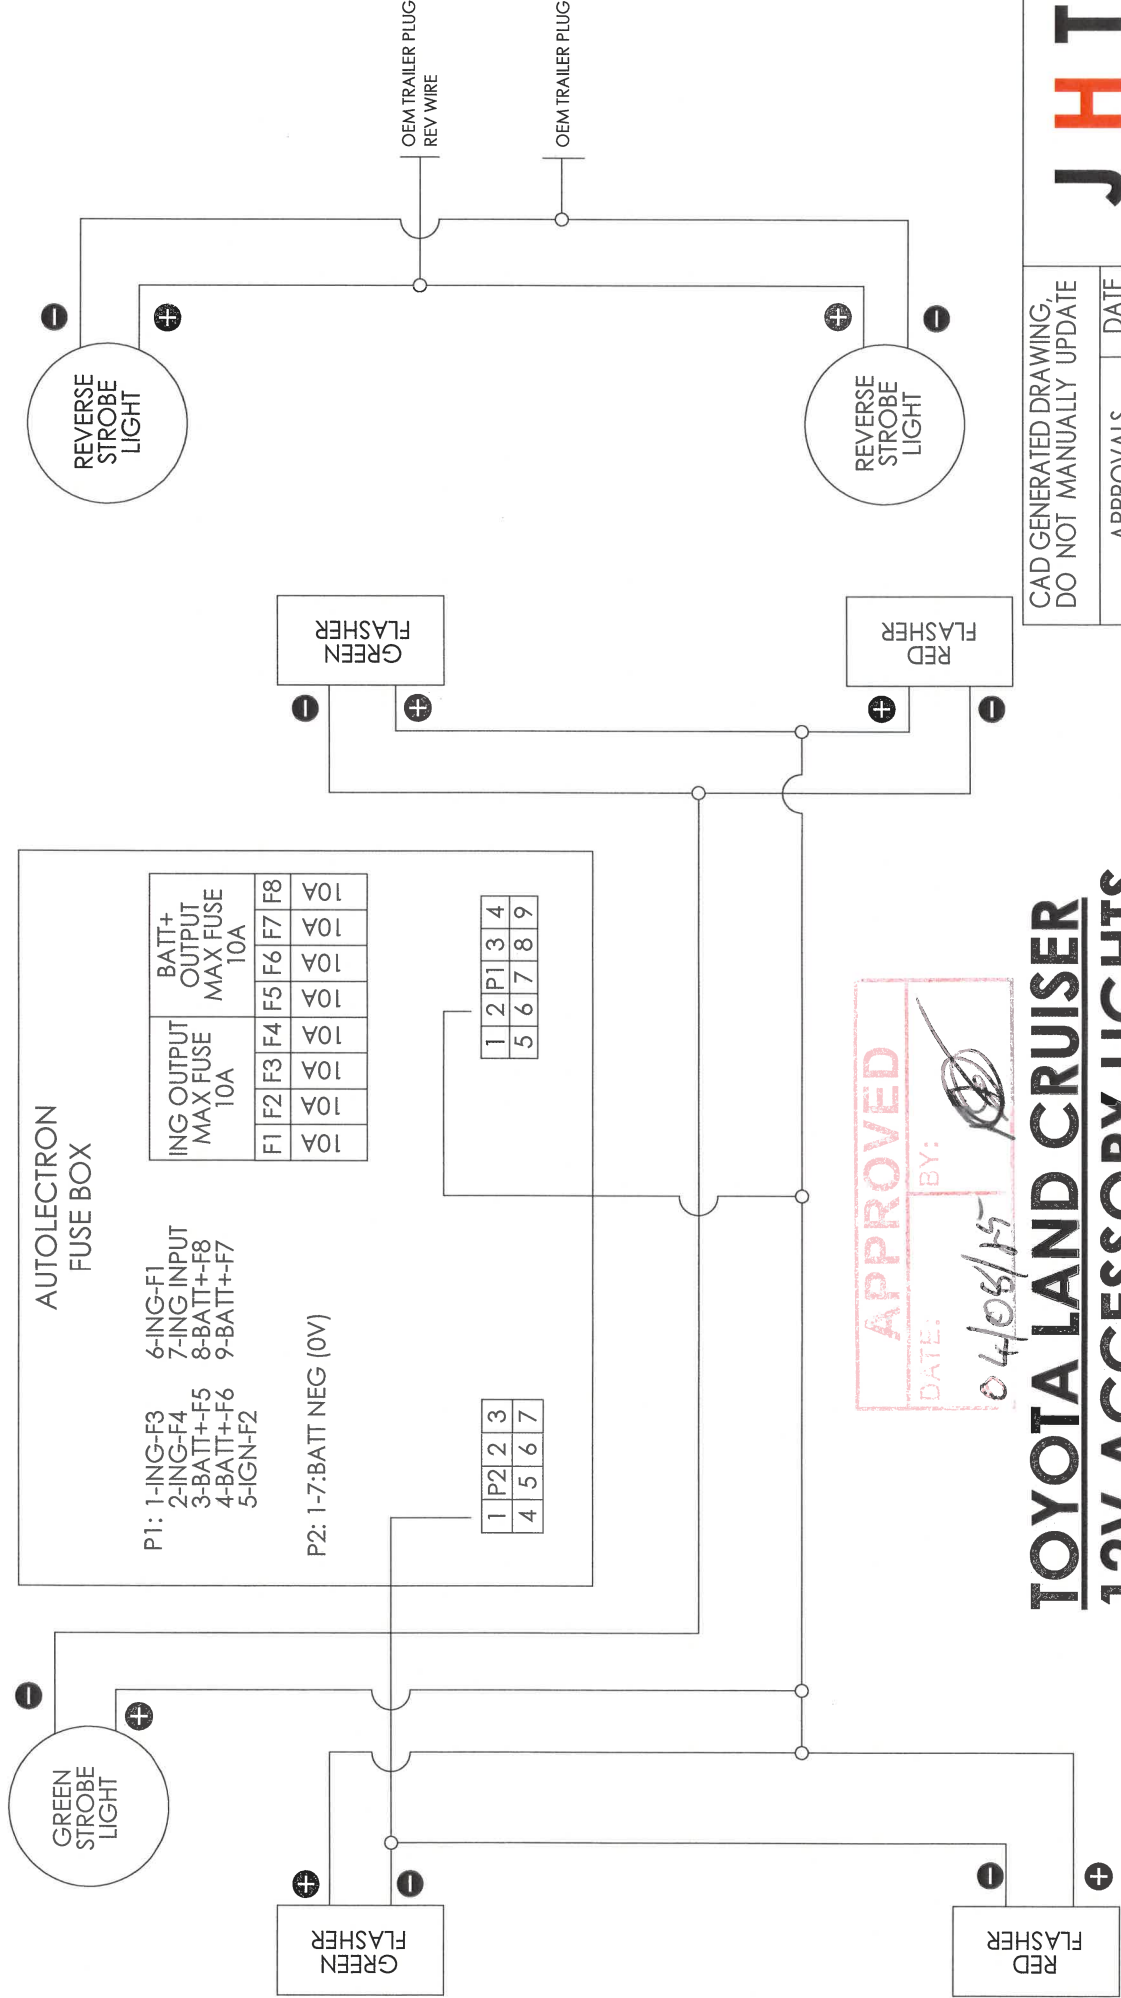 AUTOLECTRON
FUSE BOX
P1: 1-ING-F3
2-ING-F4
3-BATT+-F5
4-BATT+-F6
5-IGN-F2
6-ING-F1
7-ING INPUT
8-BATT+-F8
9-BATT+-F7
P2: 1-7:BATT NEG (0V)
ING OUTPUT
MAX FUSE
10A
BATT+
OUTPUT
MAX FUSE
10A
F1 F2 F3 F4 F5 F6 F7 F8
10A 10A 10A 10A 10A 10A 10A 10A
1 P2 2 3
4 5 6 7
1 2 P1 3 4
5 6 7 8 9
GREEN
STROBE
LIGHT
REVERSE
STROBE
LIGHT
REVERSE
STROBE
LIGHT
GREEN
FLASHER
GREEN
FLASHER
RED
FLASHER
RED
FLASHER
OEM TRAILER PLUG
REV WIRE
OEM TRAILER PLUG
APPROVED
DATE:
BY:
04/08/15
TOYOTA LAND CRUISER
12V ACCESSORY LIGHTS
CAD GENERATED DRAWING,
DO NOT MANUALLY UPDATE
APPROVALS
DATE
J H T